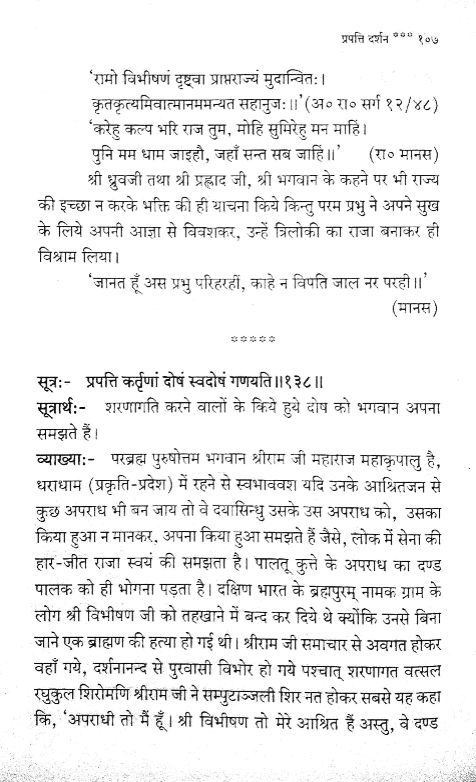 प्रपत्ति दर्शन *** १०७
‘रामो विभीषणं दृष्ट्वा प्राप्तराज्यं मुदान्वितः।
कृतकृत्यमिवात्मानममन्यत सहानुजः।।’ (अ० रा० सर्ग १२/४८)
‘करेहु कल्प भरि राज तुम, मोहि सुमिरेहु मन माहिं।
पुनि मम धाम जाइहौ, जहाँ सन्त सब जाहिं।।’ (रा० मानस)
श्री ध्रुवजी तथा श्री प्रह्लाद जी, श्री भगवान के कहने पर भी राज्य
की इच्छा न करके भक्ति की ही याचना किये किन्तु परम प्रभु ने अपने सुख
के लिये अपनी आज्ञा से विवशकर, उन्हें त्रिलोकी का राजा बनाकर ही
विश्राम लिया।
‘जानत हूँ अस प्रभु परिहरहीं, काहे न विपति जाल नर परही।।’
(मानस)
*****
सूत्र:- प्रपत्ति कर्तृणां दोषं स्वदोषं गणयति।।१३८।।
सूत्रार्थ:- शरणागति करने वालों के किये हुये दोष को भगवान अपना
समझते हैं।
व्याख्या:- परब्रह्म पुरुषोत्तम भगवान श्रीराम जी महाराज महाकृपालु है,
धराधाम (प्रकृति-प्रदेश) में रहने से स्वभाववश यदि उनके आश्रितजन से
कुछ अपराध भी बन जाय तो वे दयासिन्धु उसके उस अपराध को, उसका
किया हुआ न मानकर, अपना किया हुआ समझते हैं जैसे, लोक में सेना की
हार-जीत राजा स्वयं की समझता है। पालतू कुत्ते के अपराध का दण्ड
पालक को ही भोगना पड़ता है। दक्षिण भारत के ब्रह्मपुरम् नामक ग्राम के
लोग श्री विभीषण जी को तहखाने में बन्द कर दिये थे क्योंकि उनसे बिना
जाने एक ब्राह्मण की हत्या हो गई थी। श्रीराम जी समाचार से अवगत होकर
वहाँ गये, दर्शनानन्द से पुरवासी विभोर हो गये पश्चात् शरणागत वत्सल
रघुकुल शिरोमणि श्रीराम जी ने सम्पुटाञ्जली शिर नत होकर सबसे यह कहा
कि, ‘अपराधी तो मैं हूँ। श्री विभीषण तो मेरे आश्रित हैं अस्तु, वे दण्ड